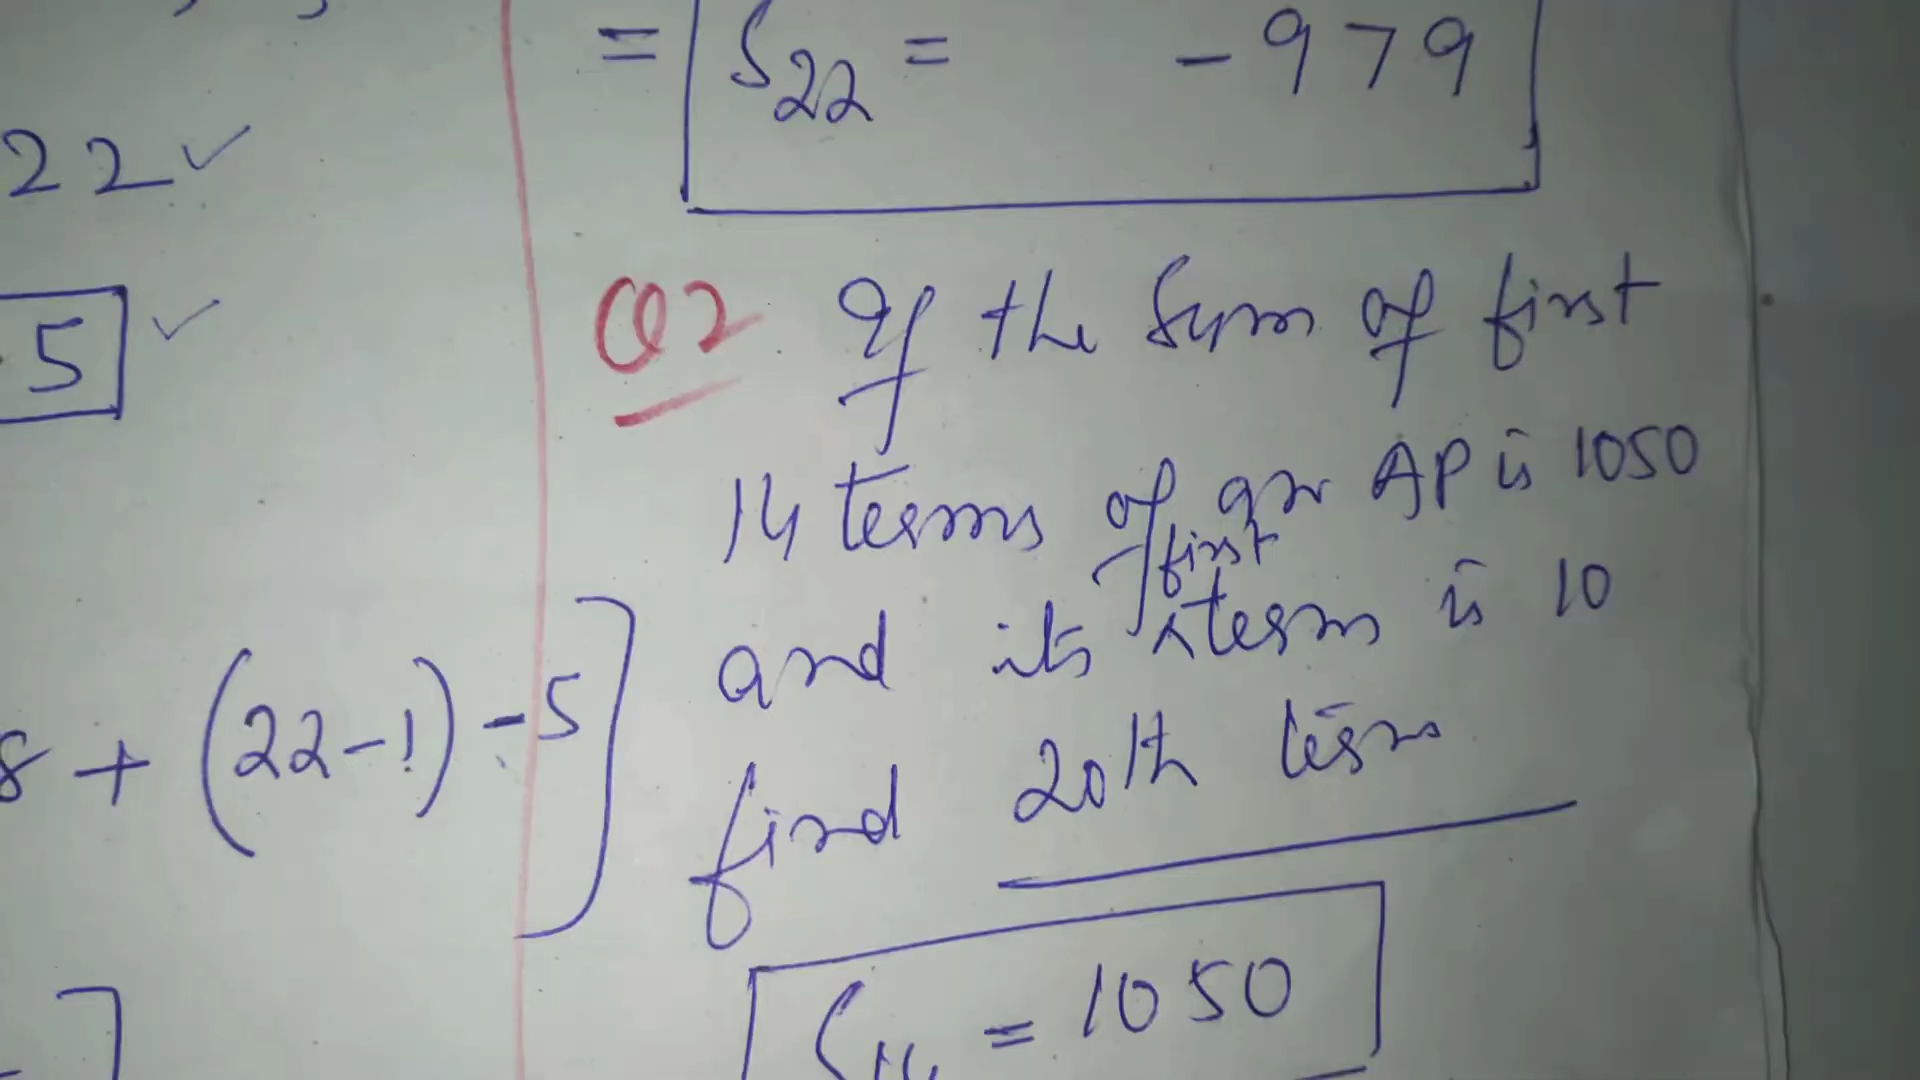 22 ✓
5 ✓
8 + (22-1) -5]
= S22 = -979
Q2 If the Sum of first
14 terms of an AP is 1050
and its first term is 10
find 20th term
S14 = 1050